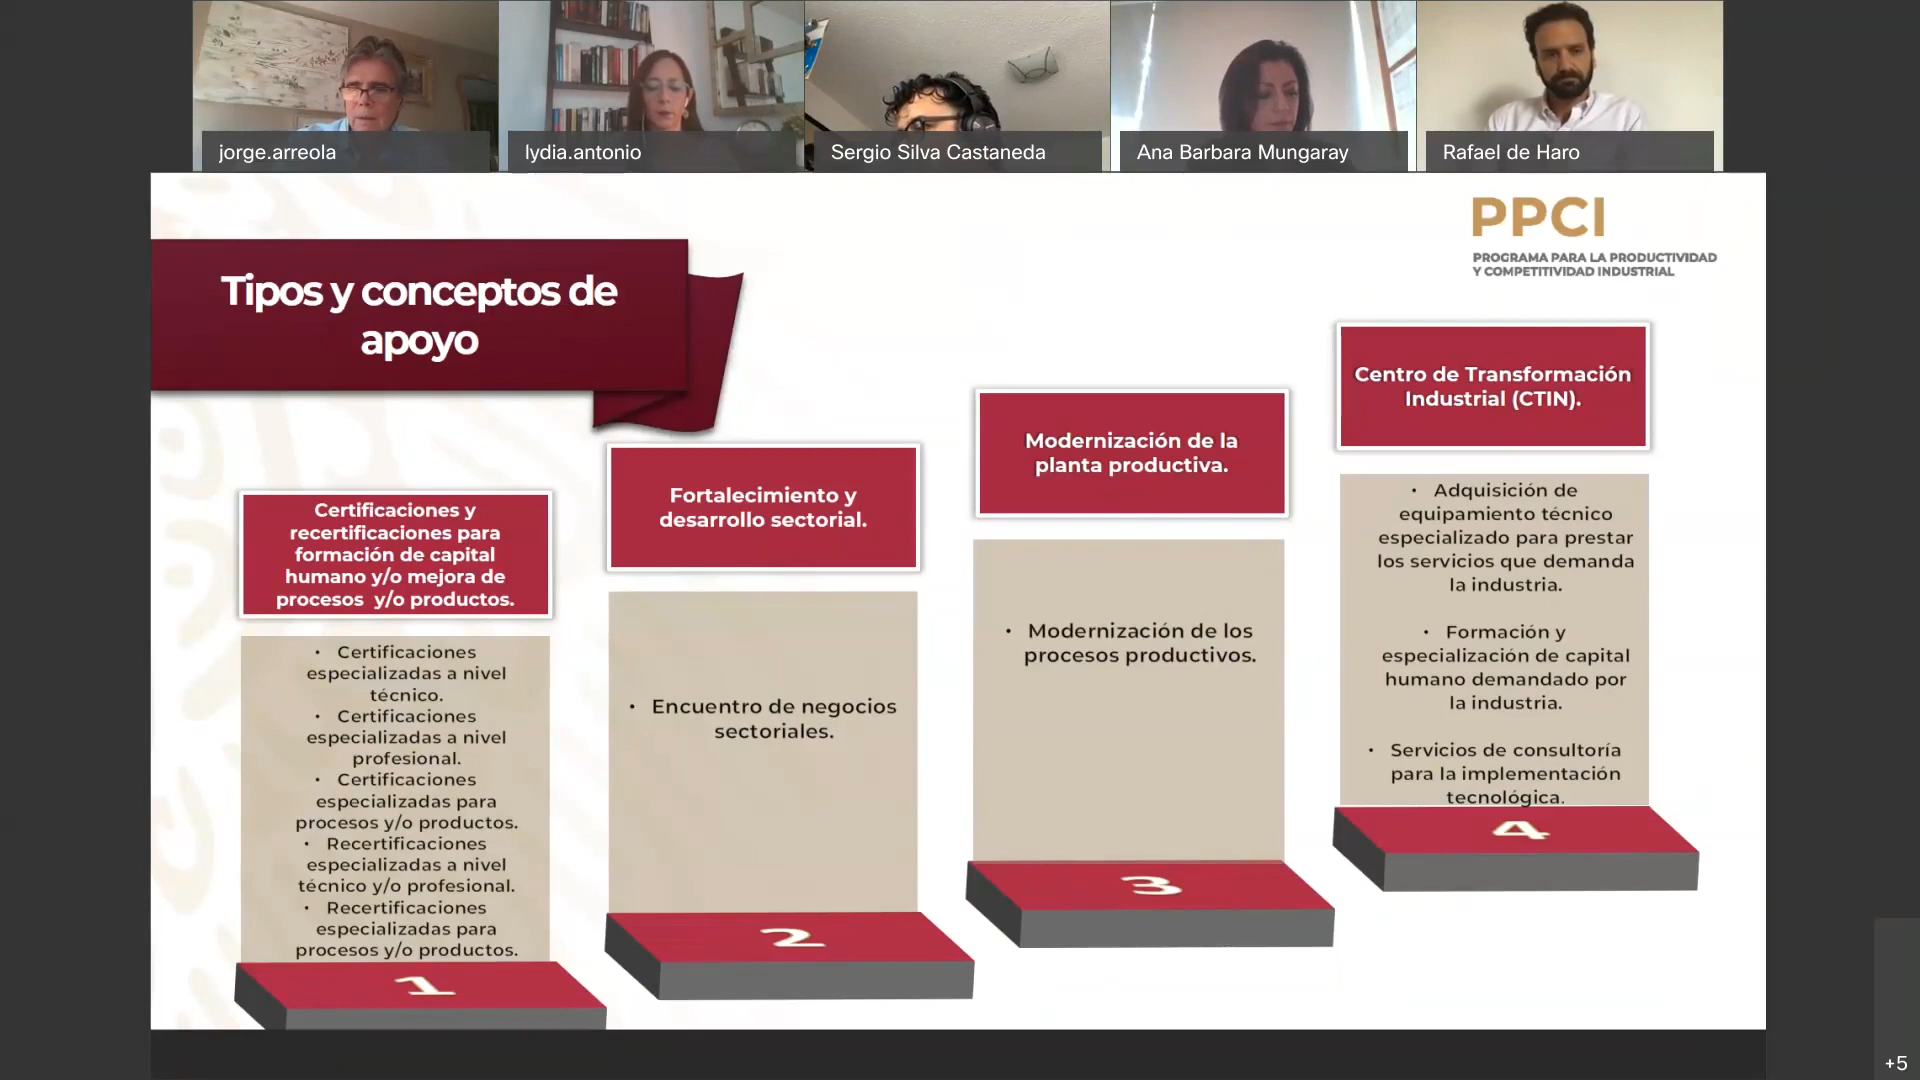 jorge.arreola
lydia.antonio
Sergio Silva Castaneda
Ana Barbara Mungaray
Rafael de Haro
PPCI
PROGRAMA PARA LA PRODUCTIVIDAD
Y COMPETITIVIDAD INDUSTRIAL
Tipos y conceptos de
apoyo
Certificaciones y
recertificaciones para
formación de capital
humano y/o mejora de
procesos y/o productos.
• Certificaciones
especializadas a nivel
técnico.
• Certificaciones
especializadas a nivel
profesional.
• Certificaciones
especializadas para
procesos y/o productos.
• Recertificaciones
especializadas a nivel
técnico y/o profesional.
• Recertificaciones
especializadas para
procesos y/o productos.
1
Fortalecimiento y
desarrollo sectorial.
• Encuentro de negocios
sectoriales.
2
Modernización de la
planta productiva.
• Modernización de los
procesos productivos.
3
Centro de Transformación
Industrial (CTIN).
• Adquisición de
equipamiento técnico
especializado para prestar
los servicios que demanda
la industria.
• Formación y
especialización de capital
humano demandado por
la industria.
• Servicios de consultoría
para la implementación
tecnológica.
4
+5